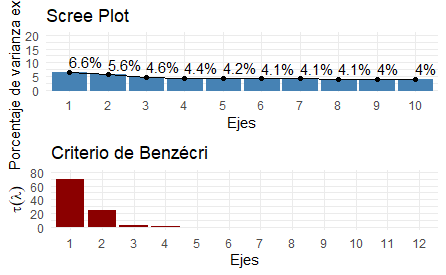 Scree Plot
Porcentaje de varianza ex
20
15
10
5
0
6.6% 5.6% 4.6% 4.4% 4.2% 4.1% 4.1% 4.1% 4% 4%
1 2 3 4 5 6 7 8 9 10
Ejes
Criterio de Benzécri
τ(λ)
80
60
40
20
0
1 2 3 4 5 6 7 8 9 10 11 12
Ejes